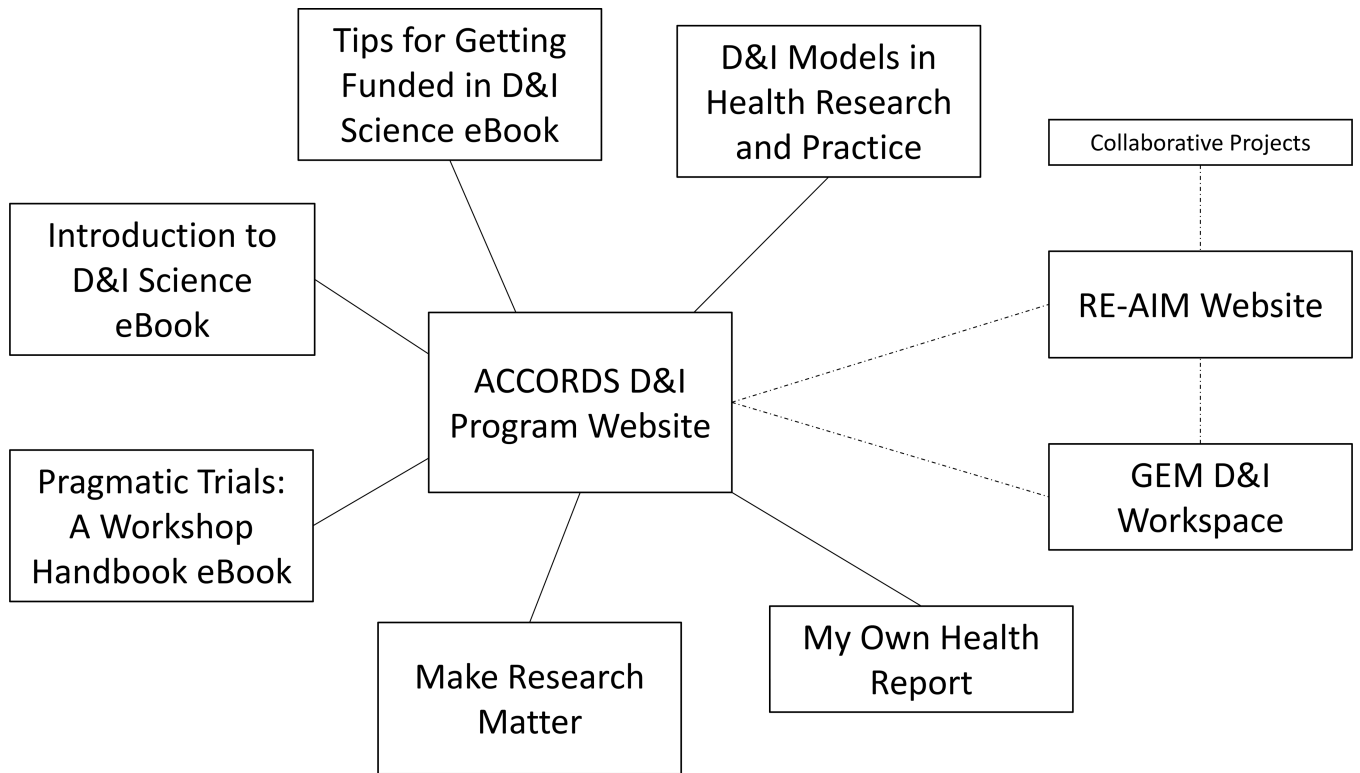 Tips for Getting
Funded in D&I
Science eBook
D&I Models in
Health Research
and Practice
Collaborative Projects
Introduction to
D&I Science
eBook
RE-AIM Website
ACCORDS D&I
Program Website
Pragmatic Trials:
A Workshop
Handbook eBook
GEM D&I
Workspace
Make Research
Matter
My Own Health
Report